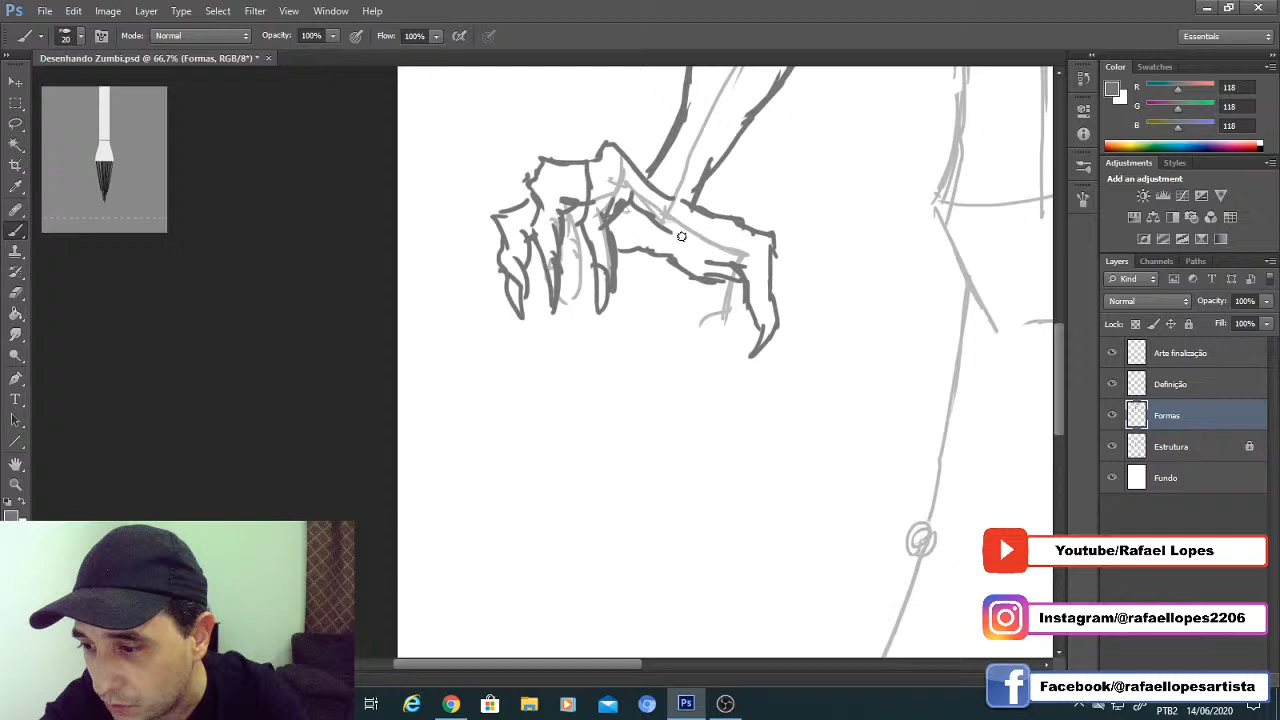 Ps File Edit Image Layer Type Select Filter View Window Help
20 Mode: Normal Opacity: 100% Flow: 100% Essentials
Desenhando Zumbi.psd @ 66,7% (Formas, RGB/8*) * ×
Color Swatches
R 118
G 118
B 118
Adjustments Styles
Add an adjustment
Layers Channels Paths
Kind
Normal Opacity: 100%
Lock: Fill: 100%
Arte finalização
Definição
Formas
Estrutura
Fundo
Youtube/Rafael Lopes
Instagram/@rafaellopes2206
f Facebook/@rafaellopesartista
Ps PTB2 14/06/2020